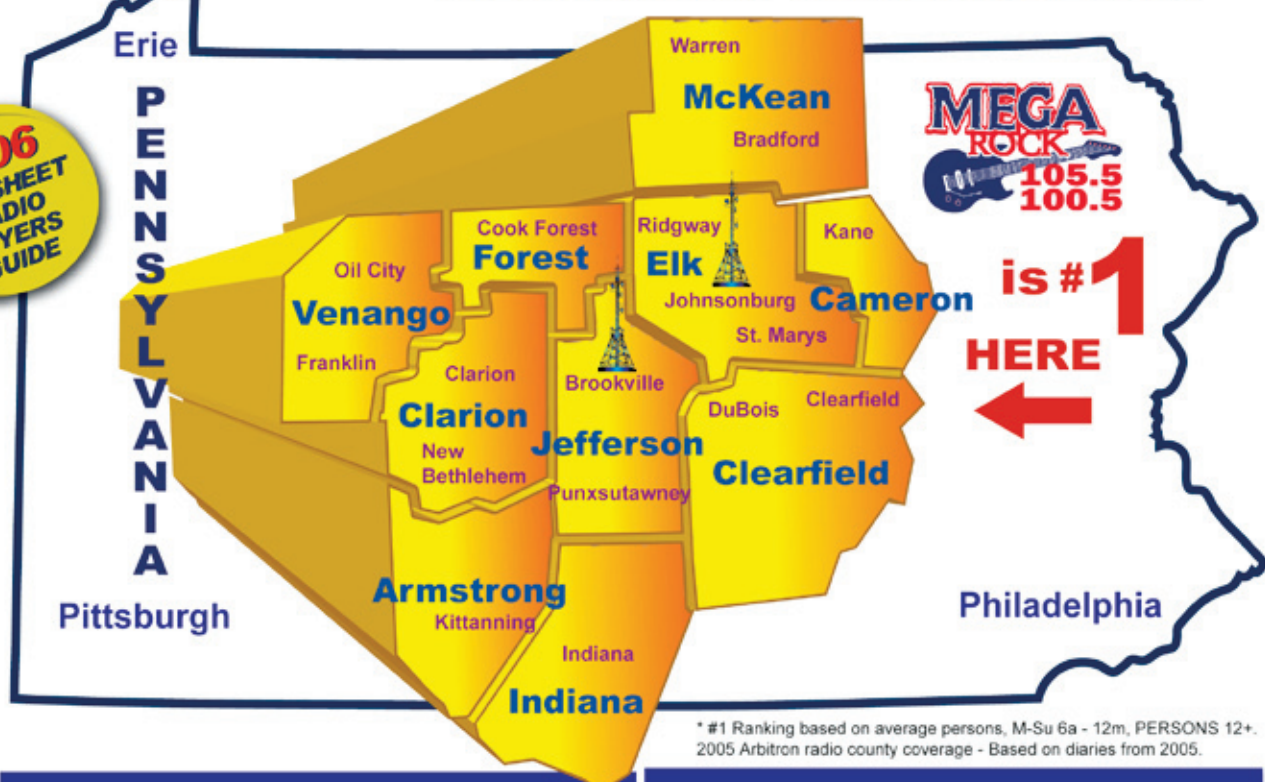 Erie
PENNSYLVANIA
06
SHEET
YERS
Warren
McKean
Bradford
MEGA
ROCK
105.5
100.5
is #1
HERE
Cook Forest
Forest
Ridgway
Elk
Johnsonburg
St. Marys
Kane
Cameron
Oil City
Venango
Franklin
Clarion
Clarion
New
Bethlehem
Brookville
Jefferson
Punxsutawney
DuBois
Clearfield
Clearfield
Armstrong
Kittanning
Indiana
Indiana
Pittsburgh
Philadelphia
* #1 Ranking based on average persons, M-Su 6a - 12m, PERSONS 12+.
2005 Arbitron radio county coverage - Based on diaries from 2005.